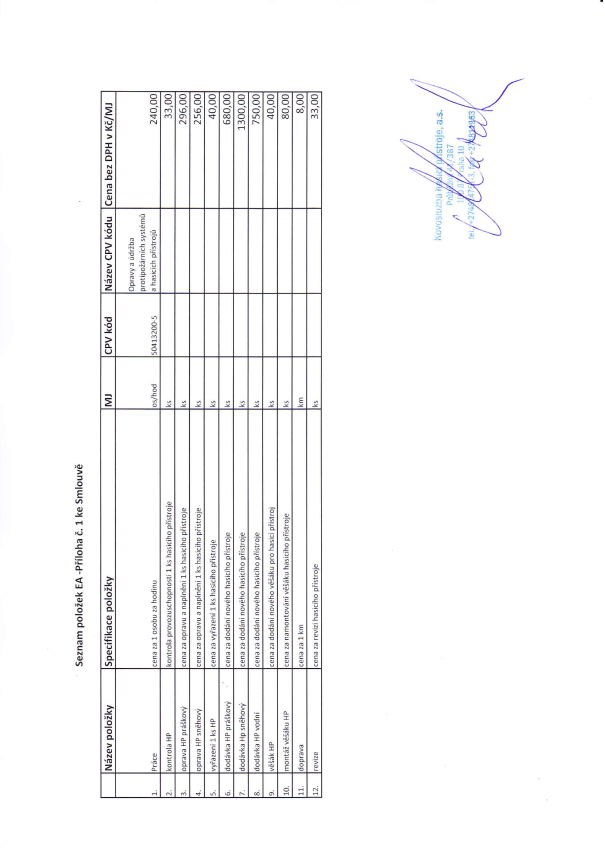 Seznam položek EA -Příloha č. 1 ke Smlouvě
Název položky Specifikace položky MJ CPV kód Název CPV kódu Cena bez DPH v Kč/MJ
1. Práce cena za 1 osobu za hodinu os/hod 50413200-5 Opravy a údržba protipožárních systémů a hasicích přístrojů 240,00
2. kontrola HP kontrola provozuschopnosti 1 ks hasicího přístroje ks 33,00
3. oprava HP práškový cena za opravu a naplnění 1 ks hasicího přístroje ks 296,00
4. oprava HP sněhový cena za opravu a naplnění 1 ks hasicího přístroje ks 256,00
5. vyřazení 1 ks HP cena za vyřazení 1 ks hasicího přístroje ks 40,00
6. dodávka HP práškový cena za dodání nového hasicího přístroje ks 680,00
7. dodávka Hp sněhový cena za dodání nového hasicího přístroje ks 1300,00
8. dodávka HP vodní cena za dodání nového hasicího přístroje ks 750,00
9. věšák HP cena za dodání nového věšáku pro hasicí přístroj ks 40,00
10. montáž věšáku HP cena za namontování věšáku hasicího přístroje ks 80,00
11. doprava cena za 1 km km 8,00
12. revize cena za revizi hasicího přístroje ks 33,00
Kovoslužba hasicí přístroje, a.s.
/387
Praha 10
tel.